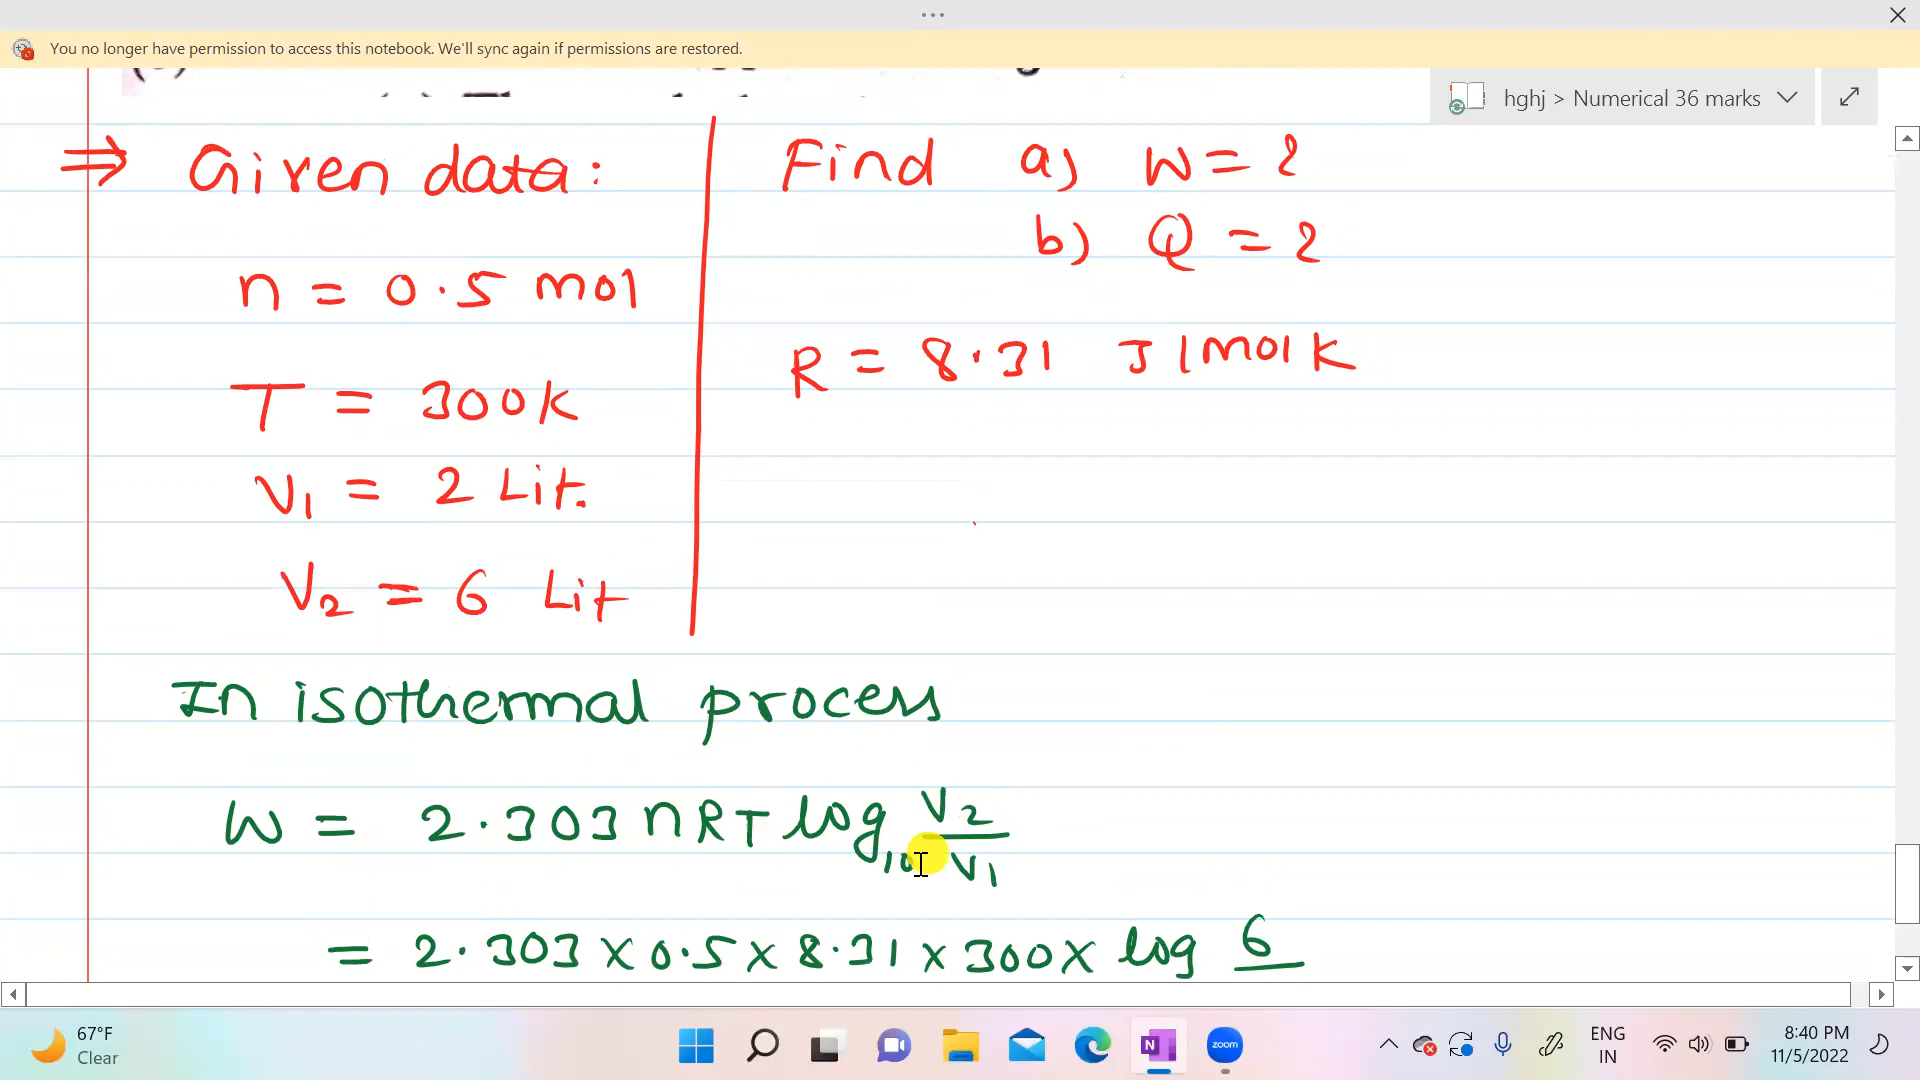 You no longer have permission to access this notebook. We'll sync again if permissions are restored.
hghj > Numerical 36 marks
⇒ Given data:
n = 0.5 mol
T = 300k
V1 = 2 Lit.
V2 = 6 Lit
Find a) W = ?
b) Q = ?
R = 8.31 J/mol K
In isothermal process
W = 2.303 nRT log10 V2/V1
= 2.303 × 0.5 × 8.31 × 300 × log 6
67°F
Clear
zoom
ENG
IN
8:40 PM
11/5/2022